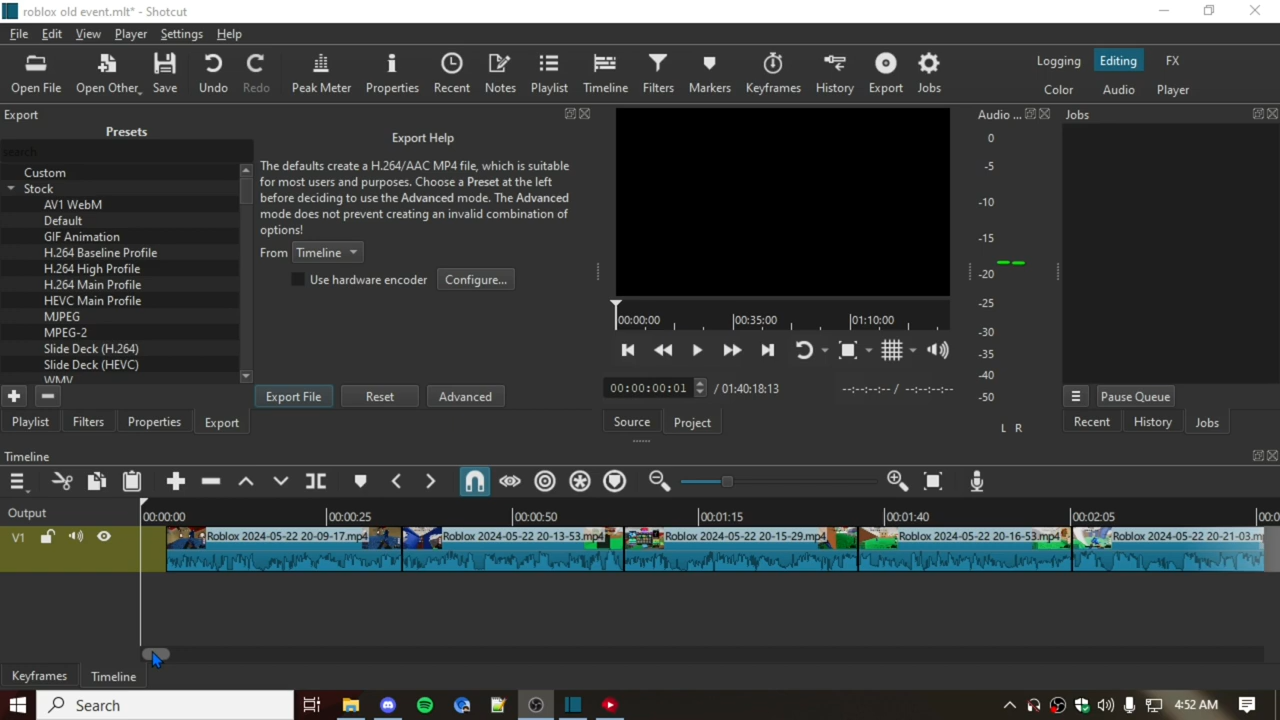 roblox old event.mlt* - Shotcut
File Edit View Player Settings Help
Open File Open Other... Save Undo Redo Peak Meter Properties Recent Notes Playlist Timeline Filters Markers Keyframes History Export Jobs
Logging Editing FX
Color Audio Player
Export
Presets
search
Custom
Stock
AV1 WebM
Default
GIF Animation
H.264 Baseline Profile
H.264 High Profile
H.264 Main Profile
HEVC Main Profile
MJPEG
MPEG-2
Slide Deck (H.264)
Slide Deck (HEVC)
WMV
Export Help
The defaults create a H.264/AAC MP4 file, which is suitable
for most users and purposes. Choose a Preset at the left
before deciding to use the Advanced mode. The Advanced
mode does not prevent creating an invalid combination of
options!
From Timeline
Use hardware encoder Configure...
Export File Reset Advanced
Playlist Filters Properties Export
00:00:00 00:35:00 01:10:00
00:00:00:01 / 01:40:18:13 --:--:--:-- / --:--:--:--
Source Project
Audio ...
0
-5
-10
-15
-20
-25
-30
-35
-40
-50
L R
Jobs
Pause Queue
Recent History Jobs
Timeline
Output
00:00:00 00:00:25 00:00:50 00:01:15 00:01:40 00:02:05 00:0
V1
Roblox 2024-05-22 20-09-17.mp4 Roblox 2024-05-22 20-13-53.mp4 Roblox 2024-05-22 20-15-29.mp4 Roblox 2024-05-22 20-16-53.mp4 Roblox 2024-05-22 20-21-03.m
Keyframes Timeline
Search
4:52 AM